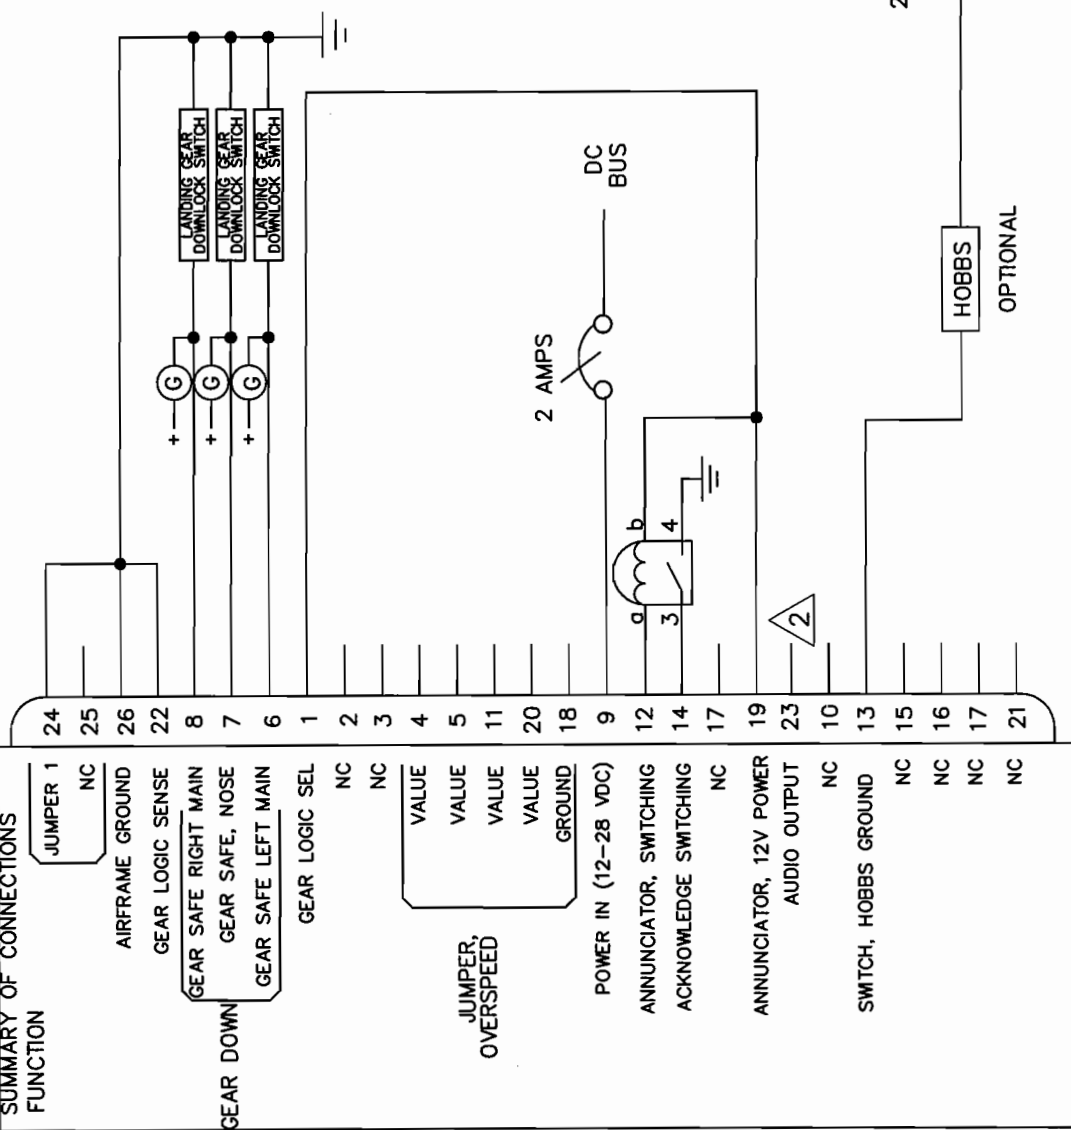 SUMMARY OF CONNECTIONS
FUNCTION
JUMPER 1
24
NC
25
AIRFRAME GROUND
26
GEAR LOGIC SENSE
22
GEAR DOWN
GEAR SAFE RIGHT MAIN
8
GEAR SAFE, NOSE
7
GEAR SAFE LEFT MAIN
6
GEAR LOGIC SEL
1
NC
2
NC
3
JUMPER,
OVERSPEED
VALUE
4
VALUE
5
VALUE
11
VALUE
20
GROUND
18
POWER IN (12-28 VDC)
9
ANNUNCIATOR, SWITCHING
12
ACKNOWLEDGE SWITCHING
14
NC
17
ANNUNCIATOR, 12V POWER
19
AUDIO OUTPUT
23
NC
10
SWITCH, HOBBS GROUND
13
NC
15
NC
16
NC
17
NC
21
+
G
LANDING GEAR
DOWNLOCK SWITCH
+
G
LANDING GEAR
DOWNLOCK SWITCH
+
G
LANDING GEAR
DOWNLOCK SWITCH
2 AMPS
DC
BUS
a
b
3
4
2
HOBBS
OPTIONAL